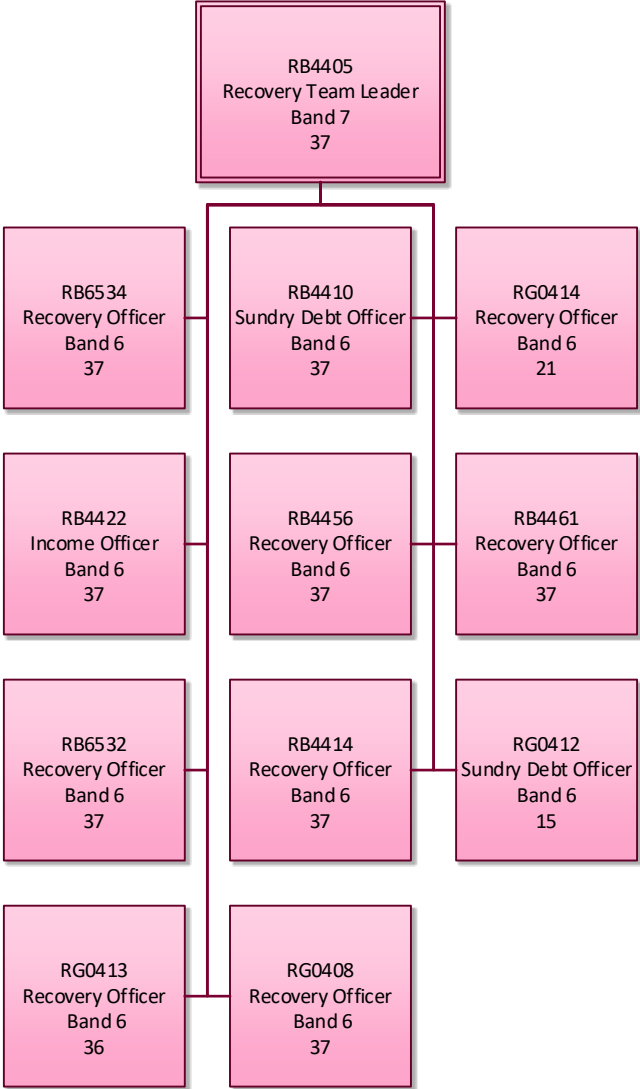 RB4405
Recovery Team Leader
Band 7
37
RB6534
Recovery Officer
Band 6
37
RB4410
Sundry Debt Officer
Band 6
37
RG0414
Recovery Officer
Band 6
21
RB4422
Income Officer
Band 6
37
RB4456
Recovery Officer
Band 6
37
RB4461
Recovery Officer
Band 6
37
RB6532
Recovery Officer
Band 6
37
RB4414
Recovery Officer
Band 6
37
RG0412
Sundry Debt Officer
Band 6
15
RG0413
Recovery Officer
Band 6
36
RG0408
Recovery Officer
Band 6
37